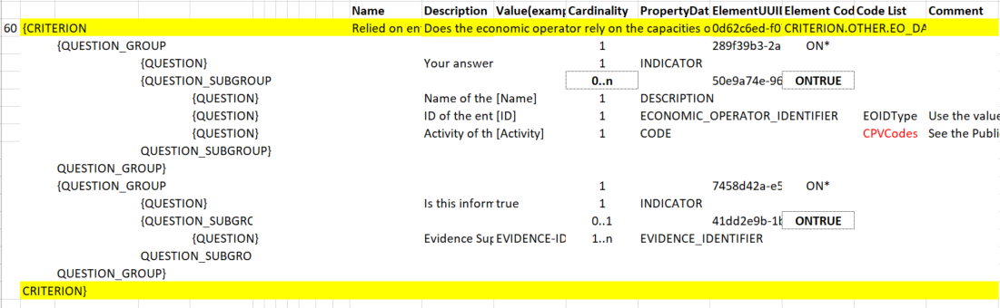 Name Description Value(examp Cardinality PropertyDat ElementUUII Element Cod Code List Comment
60 {CRITERION Relied on en Does the economic operator rely on the capacities o 0d62c6ed-f0 CRITERION.OTHER.EO_DA
{QUESTION_GROUP 1 289f39b3-2a ON*
{QUESTION} Your answer 1 INDICATOR
{QUESTION_SUBGROUP 0..n 50e9a74e-96 ONTRUE
{QUESTION} Name of the [Name] 1 DESCRIPTION
{QUESTION} ID of the ent [ID] 1 ECONOMIC_OPERATOR_IDENTIFIER EOIDType Use the value
{QUESTION} Activity of th [Activity] 1 CODE CPVCodes See the Public
QUESTION_SUBGROUP}
QUESTION_GROUP}
{QUESTION_GROUP 1 7458d42a-e5 ON*
{QUESTION} Is this inform true 1 INDICATOR
{QUESTION_SUBGRC 0..1 41dd2e9b-1b ONTRUE
{QUESTION} Evidence Sup EVIDENCE-ID 1..n EVIDENCE_IDENTIFIER
QUESTION_SUBGRO
QUESTION_GROUP}
CRITERION}